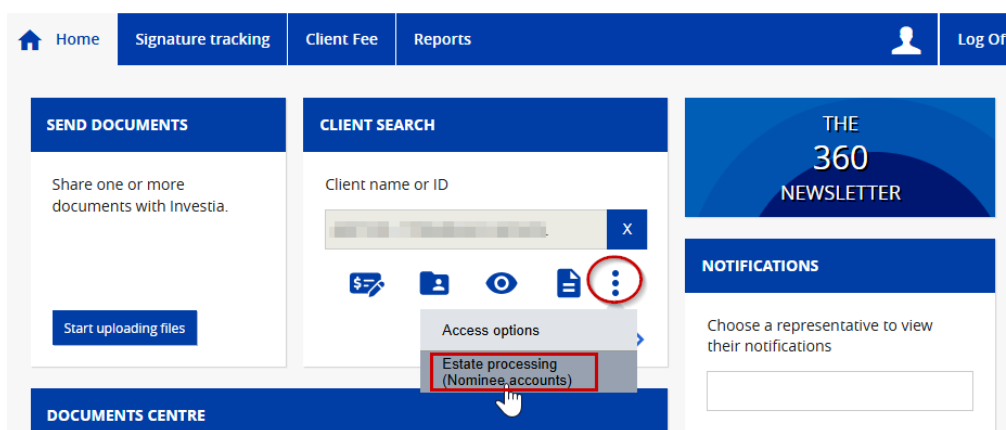 Home
Signature tracking
Client Fee
Reports
Log Of
SEND DOCUMENTS
Share one or more
documents with Investia.
Start uploading files
CLIENT SEARCH
Client name or ID
X
Access options
Estate processing
(Nominee accounts)
THE
360
NEWSLETTER
NOTIFICATIONS
Choose a representative to view
their notifications
DOCUMENTS CENTRE